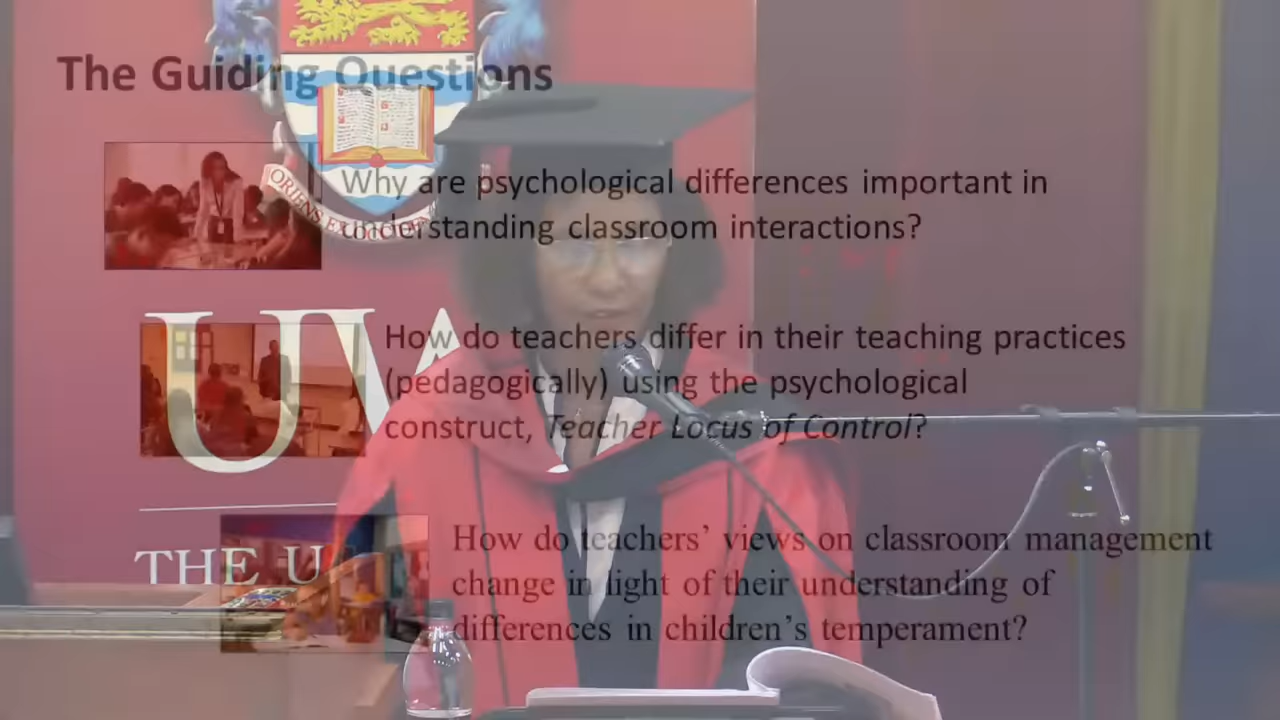 The Guiding Questions
Why are psychological differences important in
understanding classroom interactions?
How do teachers differ in their teaching practices
(pedagogically) using the psychological
construct, Teacher Locus of Control?
How do teachers’ views on classroom management
change in light of their understanding of
differences in children’s temperament?
ORIENS EX
UW
THE U